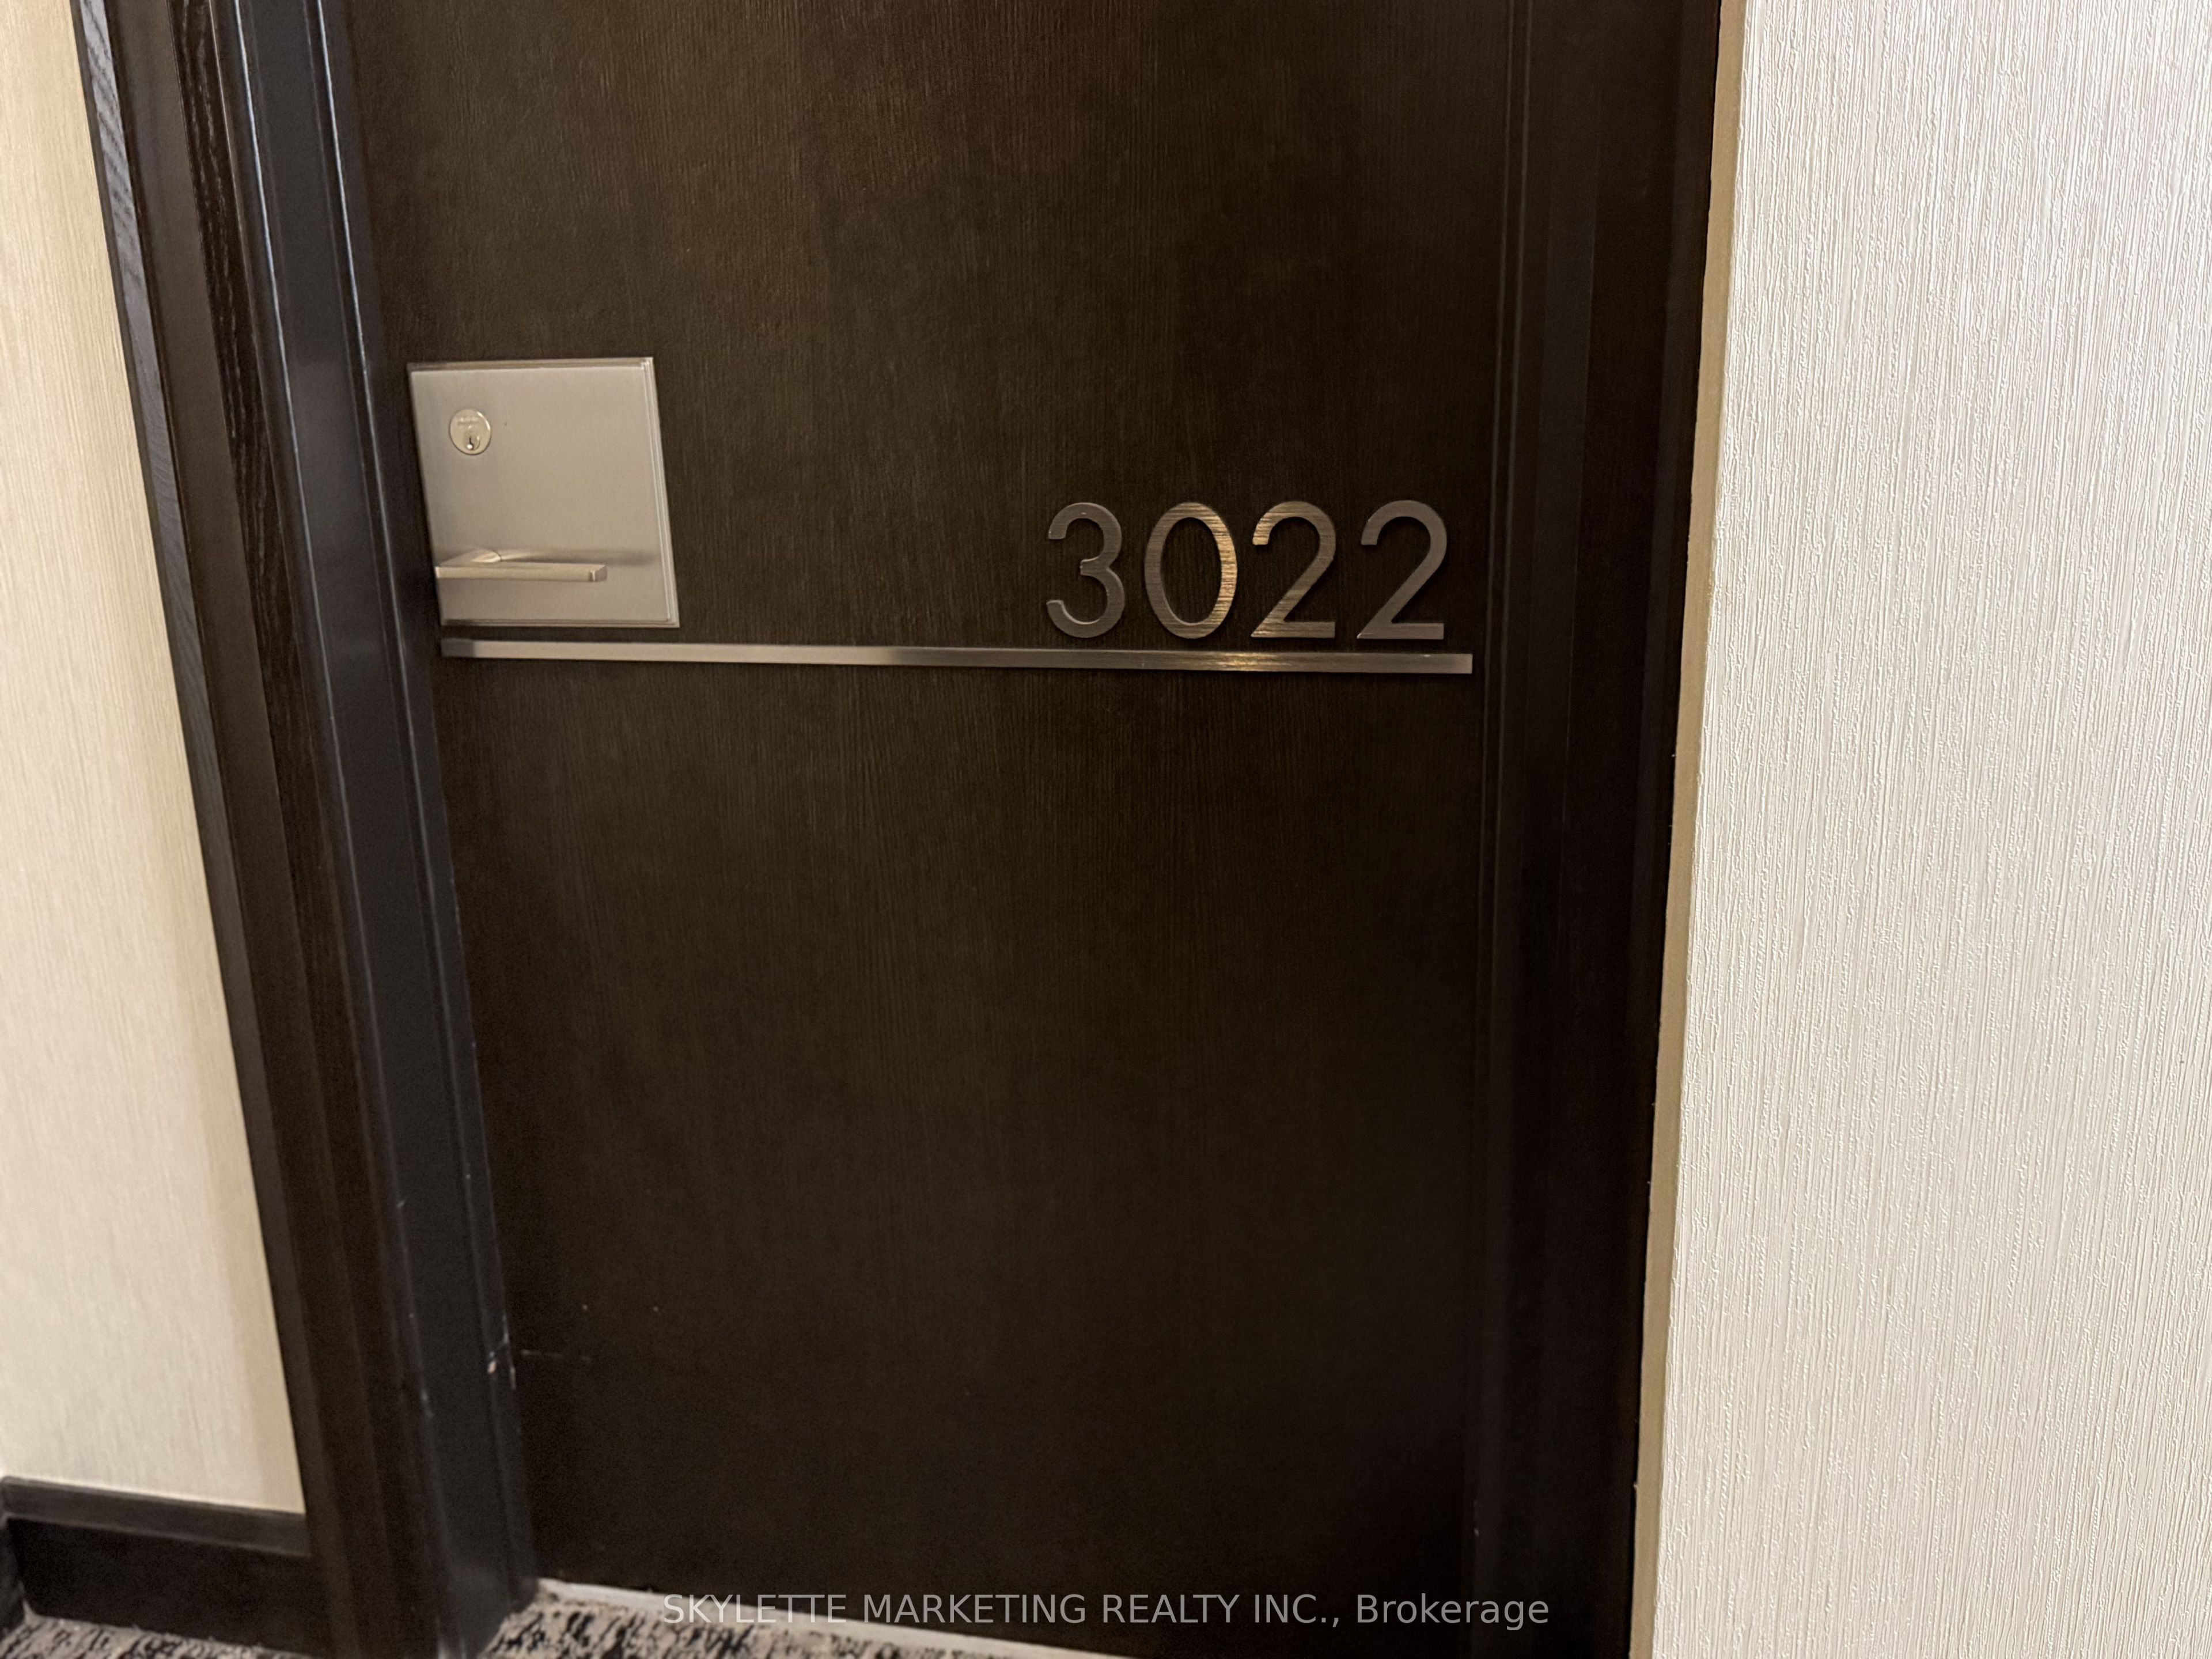 3022
SKYLETTE MARKETING REALTY INC., Brokerage